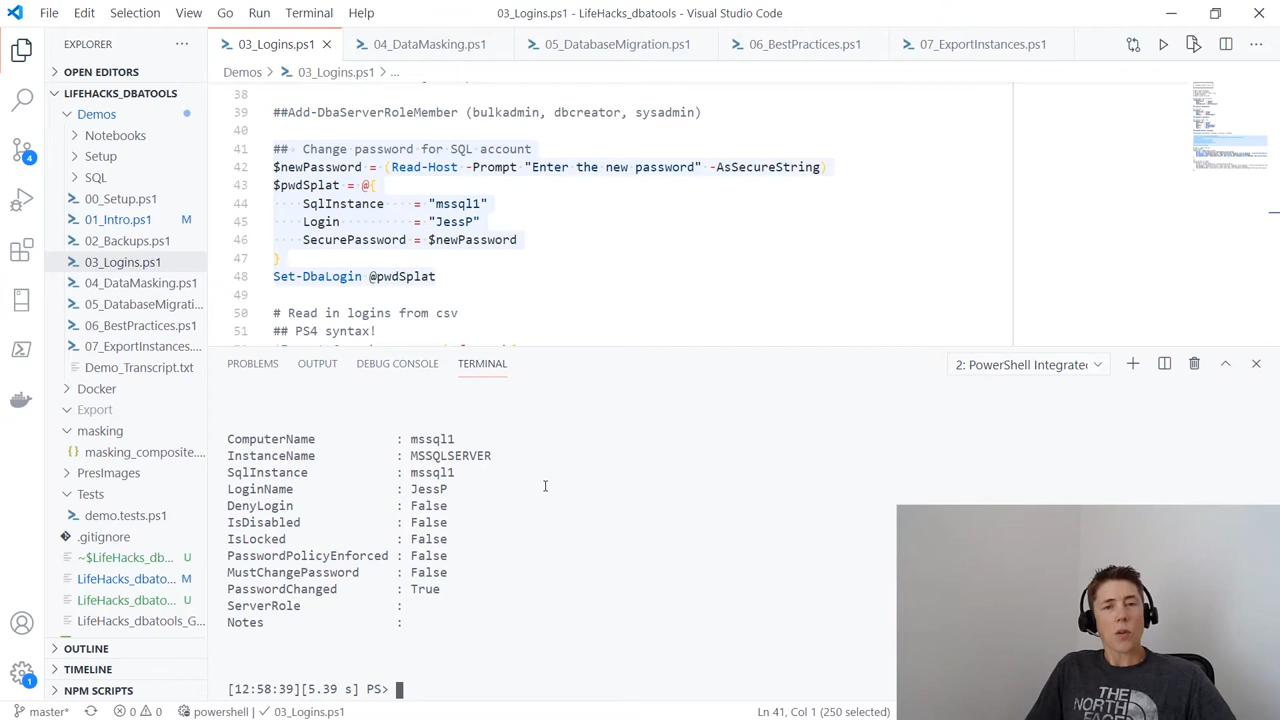 File Edit Selection View Go Run Terminal Help
03_Logins.ps1 - LifeHacks_dbatools - Visual Studio Code
EXPLORER
03_Logins.ps1
04_DataMasking.ps1
05_DatabaseMigration.ps1
06_BestPractices.ps1
07_ExportInstances.ps1
Demos > 03_Logins.ps1 > ...
OPEN EDITORS
LIFEHACKS_DBATOOLS
Demos
Notebooks
Setup
SQL
00_Setup.ps1
01_Intro.ps1 M
02_Backups.ps1
03_Logins.ps1
04_DataMasking.ps1
05_DatabaseMigrati...
06_BestPractices.ps1
07_ExportInstances....
Demo_Transcript.txt
Docker
Export
masking
masking_composite....
PresImages
Tests
demo.tests.ps1
.gitignore
~$LifeHacks_db... U
LifeHacks_dbato... M
LifeHacks_dbato... U
LifeHacks_dbatools_G...
OUTLINE
TIMELINE
NPM SCRIPTS
4
1
38
39 ##Add-DbaServerRoleMember (bulkadmin, dbcreator, sysadmin)
40
41 ## Change password for SQL account
42 $newPassword = (Read-Host -Prompt "Enter the new password" -AsSecureString)
43 $pwdSplat = @{
44 SqlInstance = "mssql1"
45 Login = "JessP"
46 SecurePassword = $newPassword
47 }
48 Set-DbaLogin @pwdSplat
49
50 # Read in logins from csv
51 ## PS4 syntax!
PROBLEMS OUTPUT DEBUG CONSOLE TERMINAL
2: PowerShell Integrated
ComputerName : mssql1
InstanceName : MSSQLSERVER
SqlInstance : mssql1
LoginName : JessP
DenyLogin : False
IsDisabled : False
IsLocked : False
PasswordPolicyEnforced : False
MustChangePassword : False
PasswordChanged : True
ServerRole :
Notes :
[12:58:39][5.39 s] PS>
THE
NORTH
master* 0 0 powershell 03_Logins.ps1
Ln 41, Col 1 (250 selected)